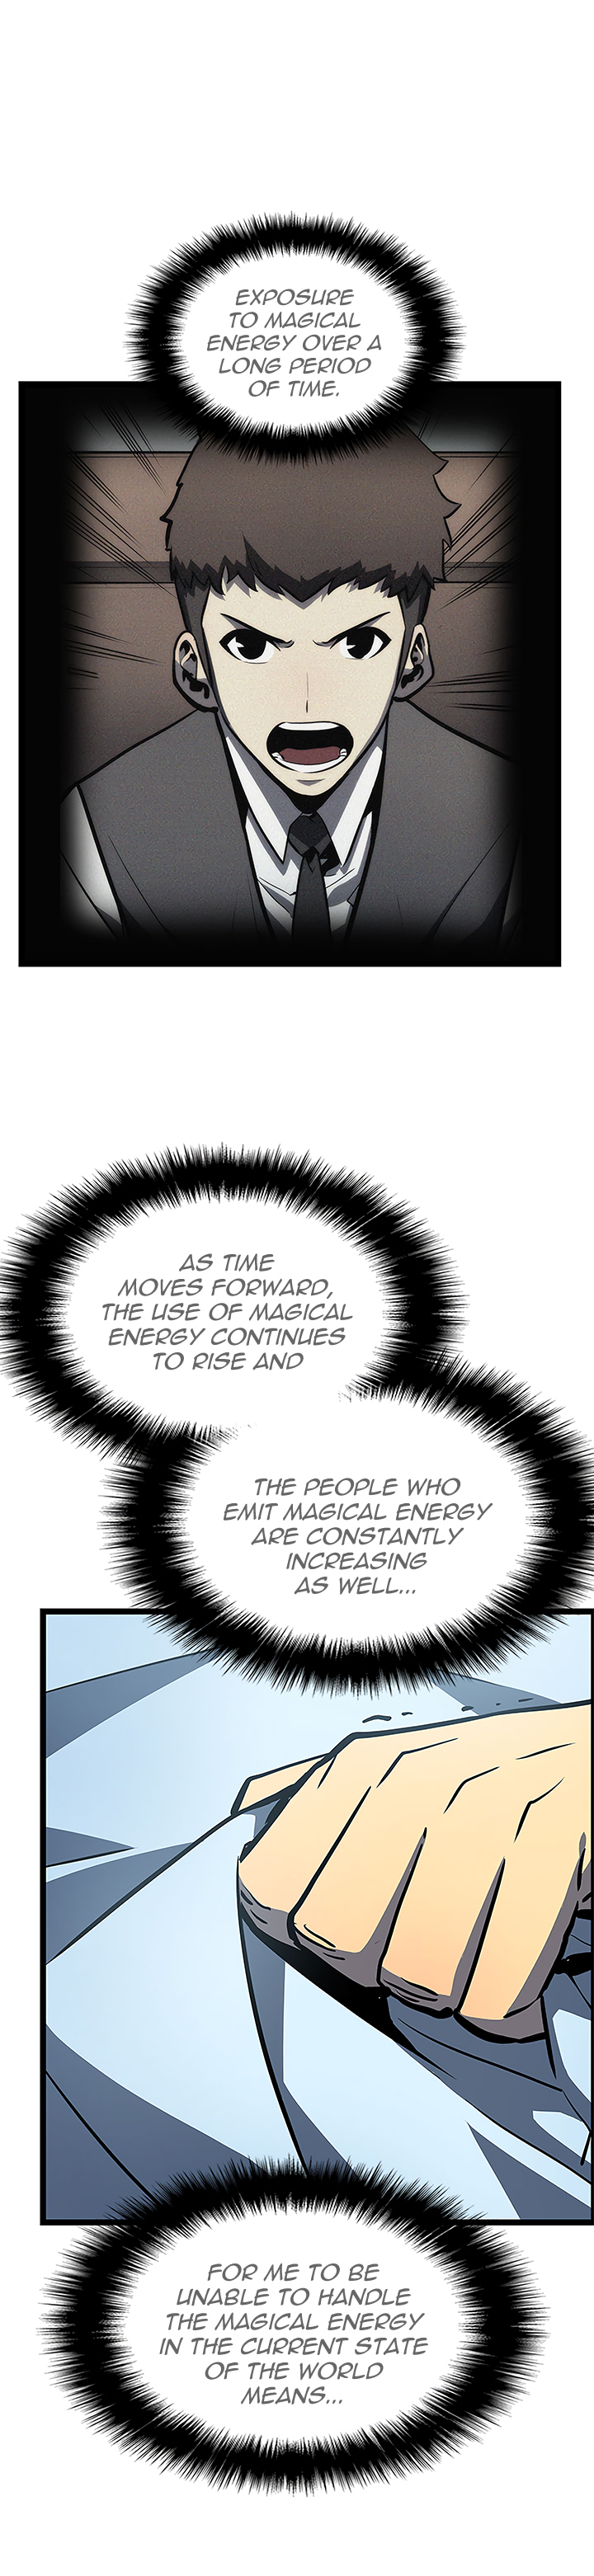 EXPOSURE
TO MAGICAL
ENERGY OVER A
LONG PERIOD
OF TIME.
AS TIME
MOVES FORWARD,
THE USE OF MAGICAL
ENERGY CONTINUES
TO RISE AND
THE PEOPLE WHO
EMIT MAGICAL ENERGY
ARE CONSTANTLY
INCREASING
AS WELL...
FOR ME TO BE
UNABLE TO HANDLE
THE MAGICAL ENERGY
IN THE CURRENT STATE
OF THE WORLD
MEANS...